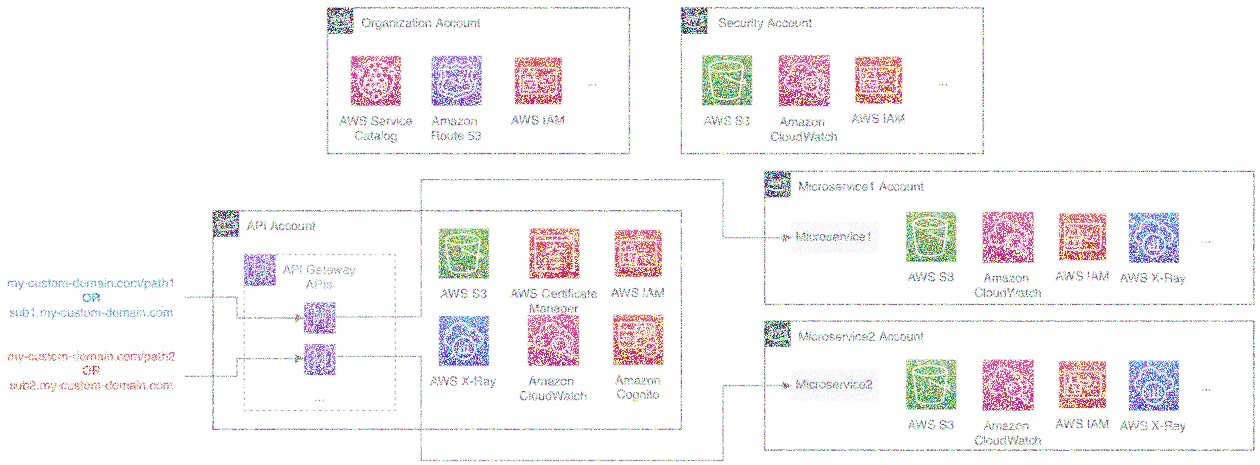 Organization Account
AWS Service
Catalog
Amazon
Route 53
AWS IAM
...
Security Account
AWS S3
Amazon
CloudWatch
AWS IAM
...
my-custom-domain.com/path1
OR
sub1.my-custom-domain.com
my-custom-domain.com/path2
OR
sub2.my-custom-domain.com
API Account
API Gateway
APIs
...
AWS S3
AWS Certificate
Manager
AWS IAM
AWS X-Ray
Amazon
CloudWatch
Amazon
Cognito
Microservice1 Account
Microservice1
AWS S3
Amazon
CloudWatch
AWS IAM
AWS X-Ray
...
Microservice2 Account
Microservice2
AWS S3
Amazon
CloudWatch
AWS IAM
AWS X-Ray
...